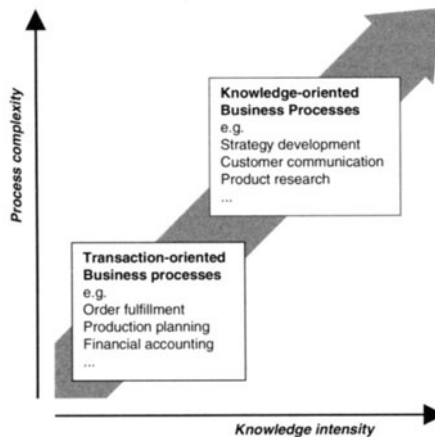 Process complexity
Knowledge-oriented
Business Processes
e.g.
Strategy development
Customer communication
Product research
...
Transaction-oriented
Business processes
e.g.
Order fulfillment
Production planning
Financial accounting
...
Knowledge intensity